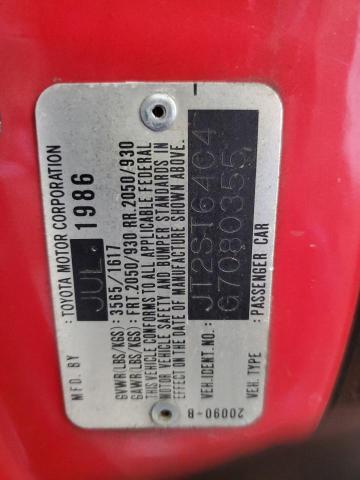 MFD BY : TOYOTA MOTOR CORPORATION
JUL. 1986
GVWR(LBS/KGS): 3565/1617
GAWR(LBS/KGS): FRT.2050/930 RR.2050/930
THIS VEHICLE CONFORMS TO ALL APPLICABLE FEDERAL
MOTOR VEHICLE SAFETY AND BUMPER STANDARDS IN
EFFECT ON THE DATE OF MANUFACTURE SHOWN ABOVE.
VEH.IDENT.NO.: JT2ST64C4
G7080355
VEH. TYPE : PASSENGER CAR
20090-B